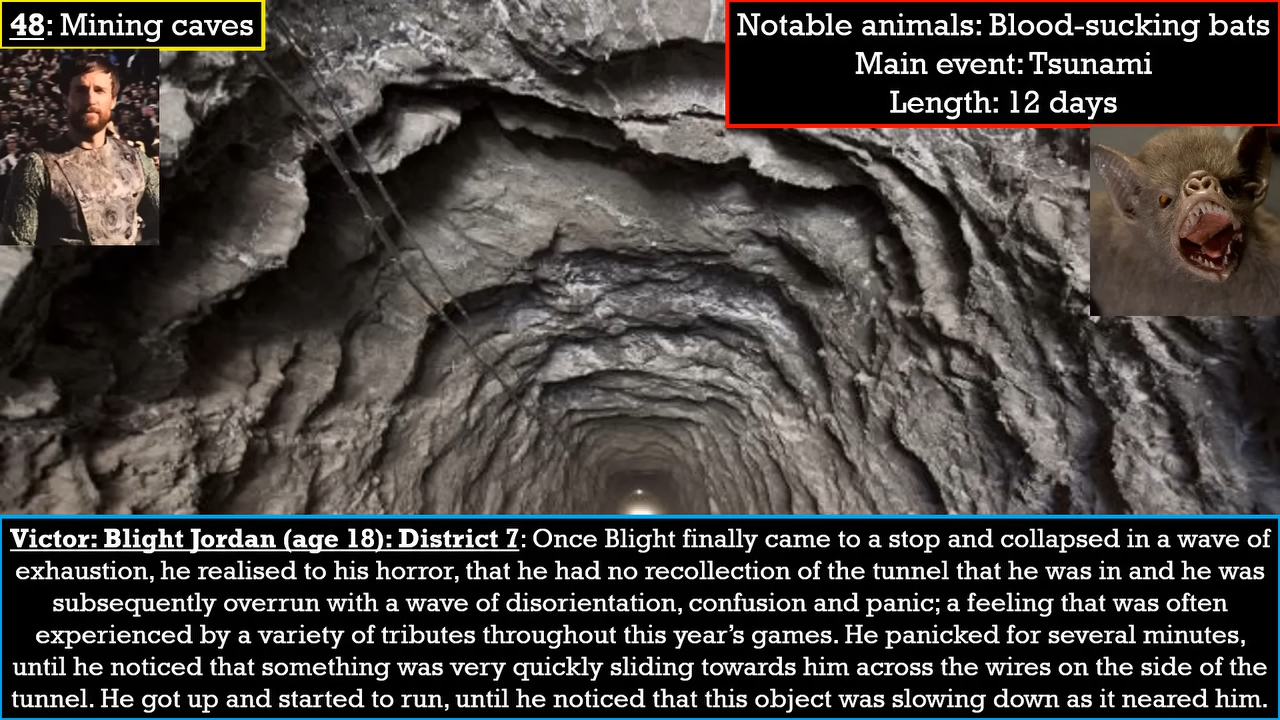 48: Mining caves
Notable animals: Blood-sucking bats
Main event: Tsunami
Length: 12 days
Victor: Blight Jordan (age 18): District 7: Once Blight finally came to a stop and collapsed in a wave of
exhaustion, he realised to his horror, that he had no recollection of the tunnel that he was in and he was
subsequently overrun with a wave of disorientation, confusion and panic; a feeling that was often
experienced by a variety of tributes throughout this year’s games. He panicked for several minutes,
until he noticed that something was very quickly sliding towards him across the wires on the side of the
tunnel. He got up and started to run, until he noticed that this object was slowing down as it neared him.